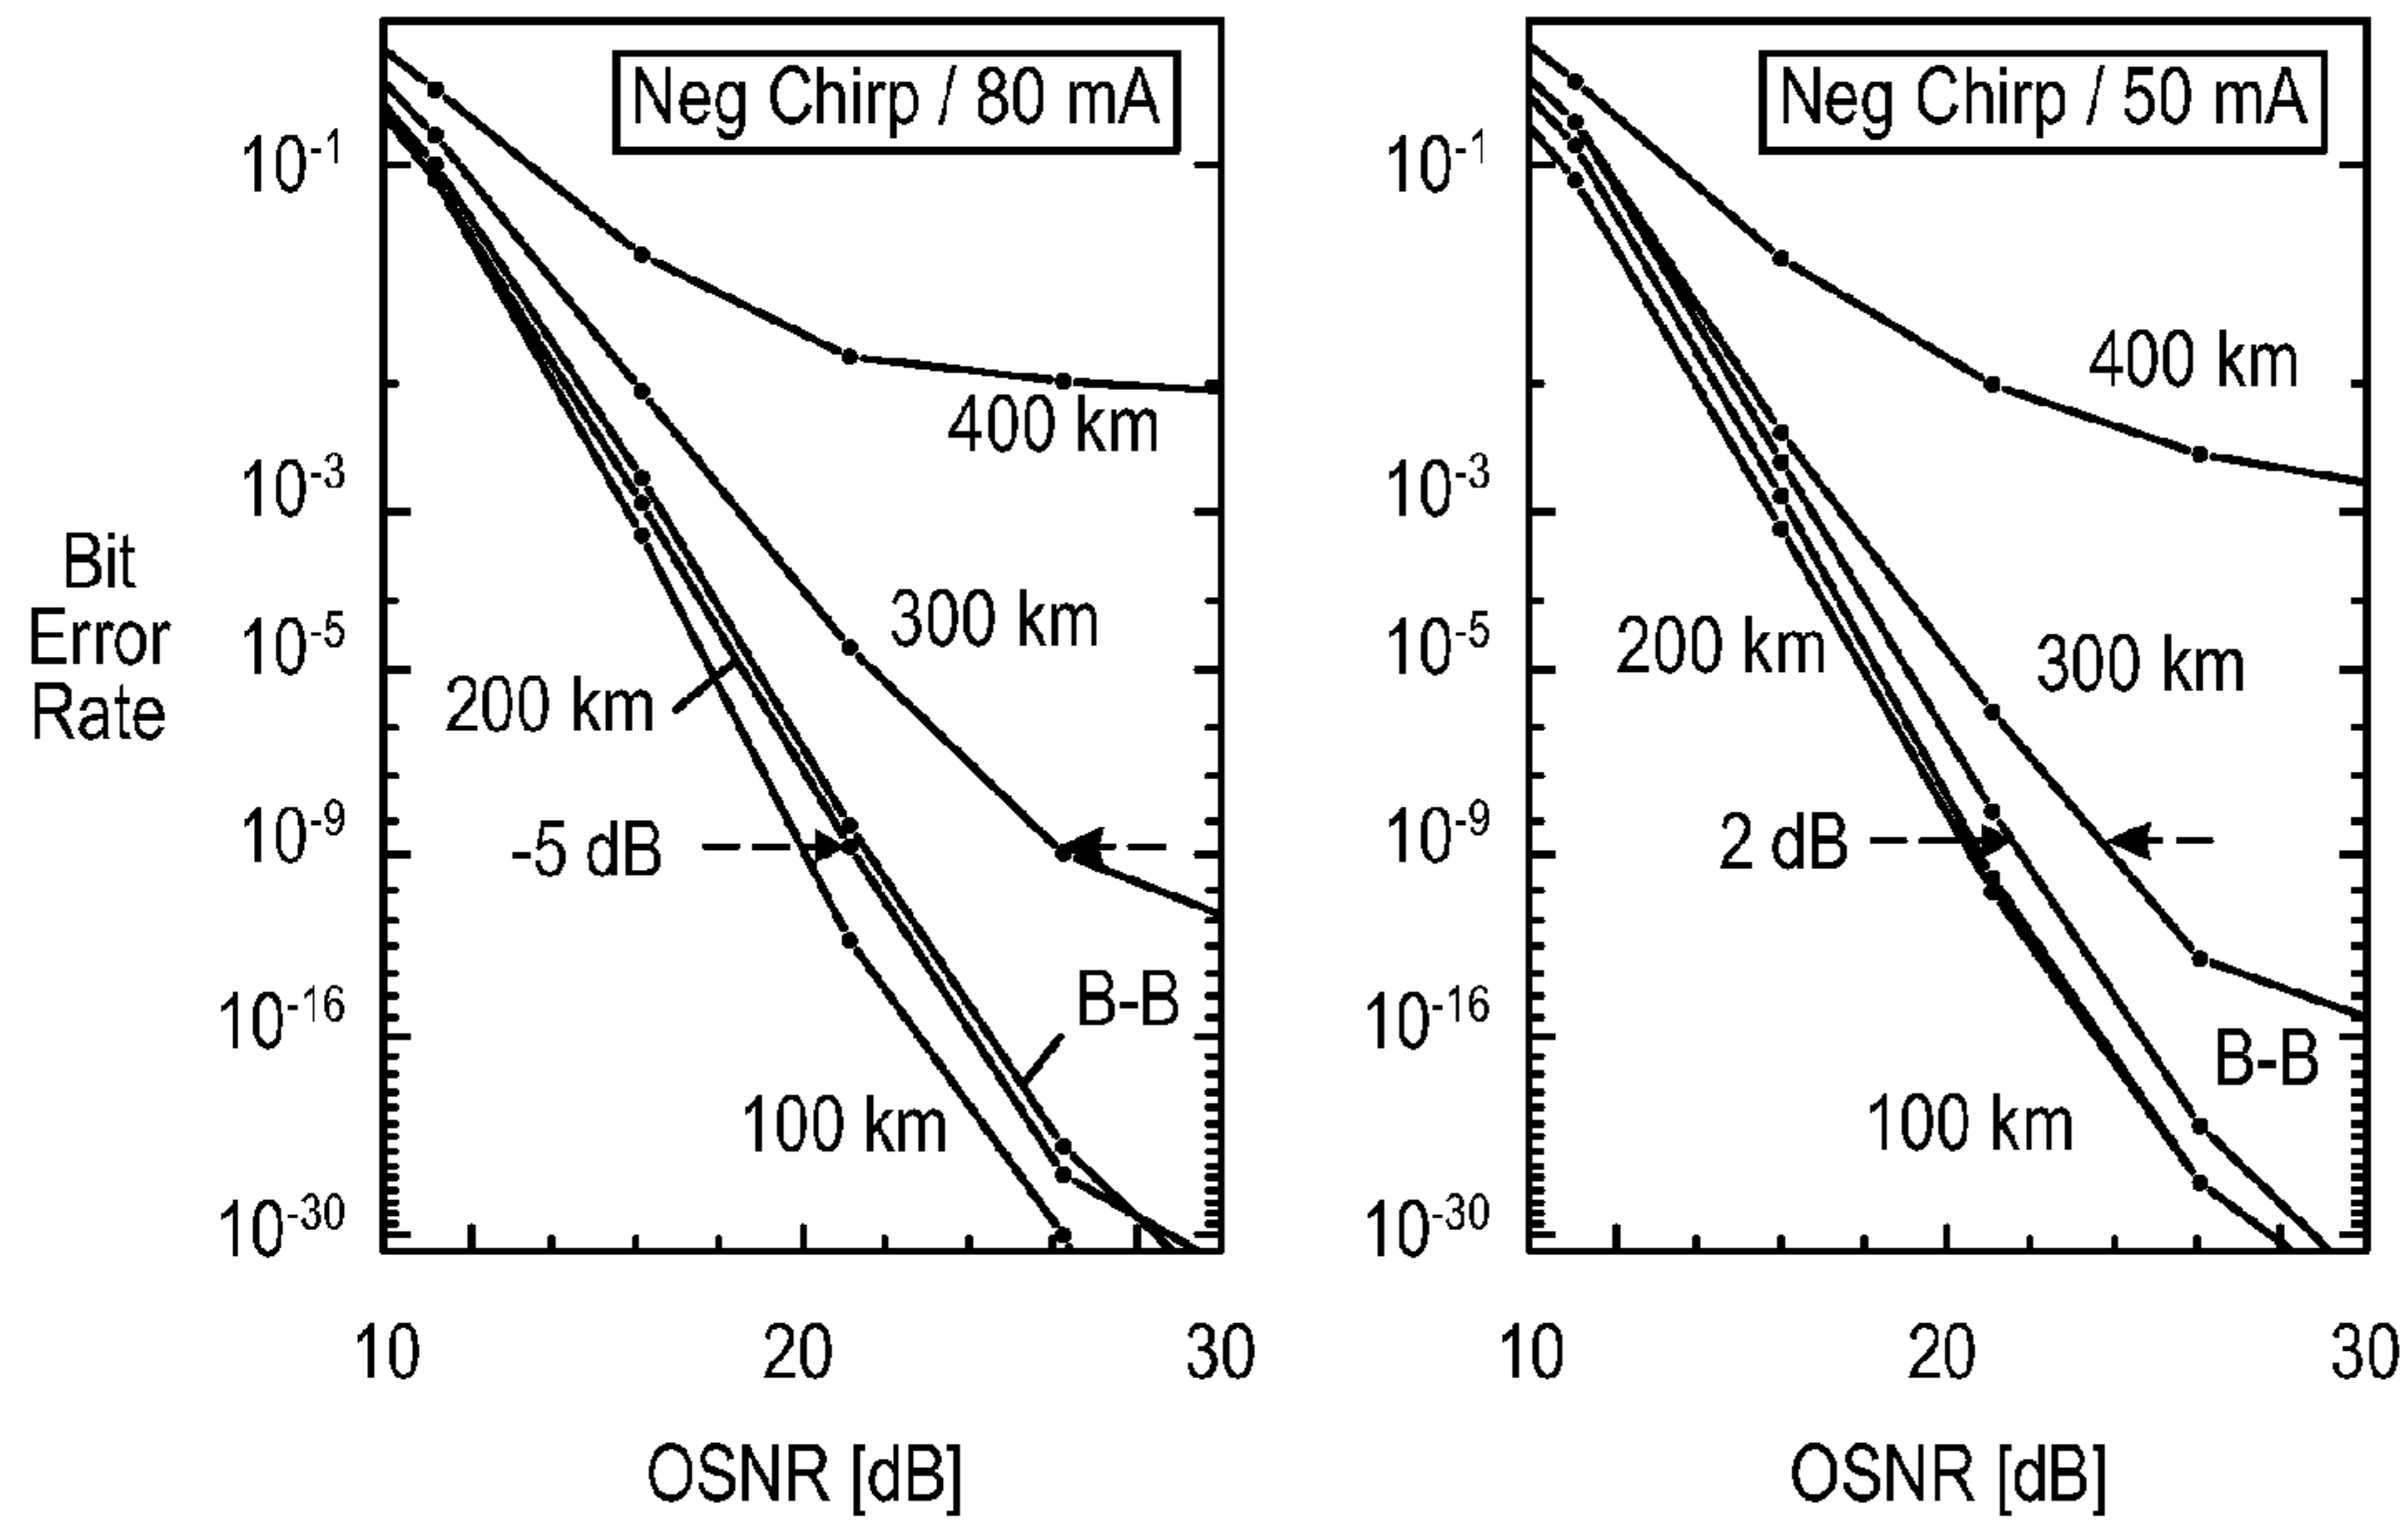 Neg Chirp / 80 mA
10-1
10-3
10-5
10-9
10-16
10-30
Bit
Error
Rate
400 km
300 km
200 km
-5 dB
B-B
100 km
10 20 30
OSNR [dB]
Neg Chirp / 50 mA
10-1
10-3
10-5
10-9
10-16
10-30
400 km
200 km
300 km
2 dB
B-B
100 km
10 20 30
OSNR [dB]